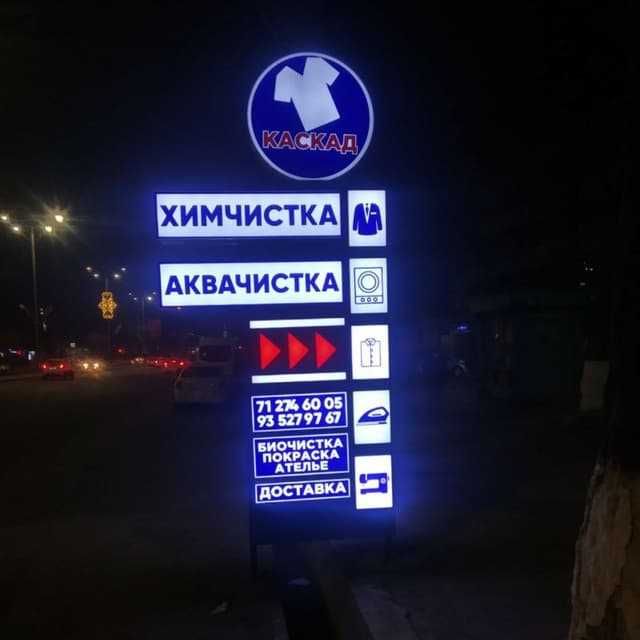 КАСКАД
ХИМЧИСТКА
АКВАЧИСТКА
71 274 60 05
93 527 97 67
БИОЧИСТКА
ПОКРАСКА
АТЕЛЬЕ
ДОСТАВКА